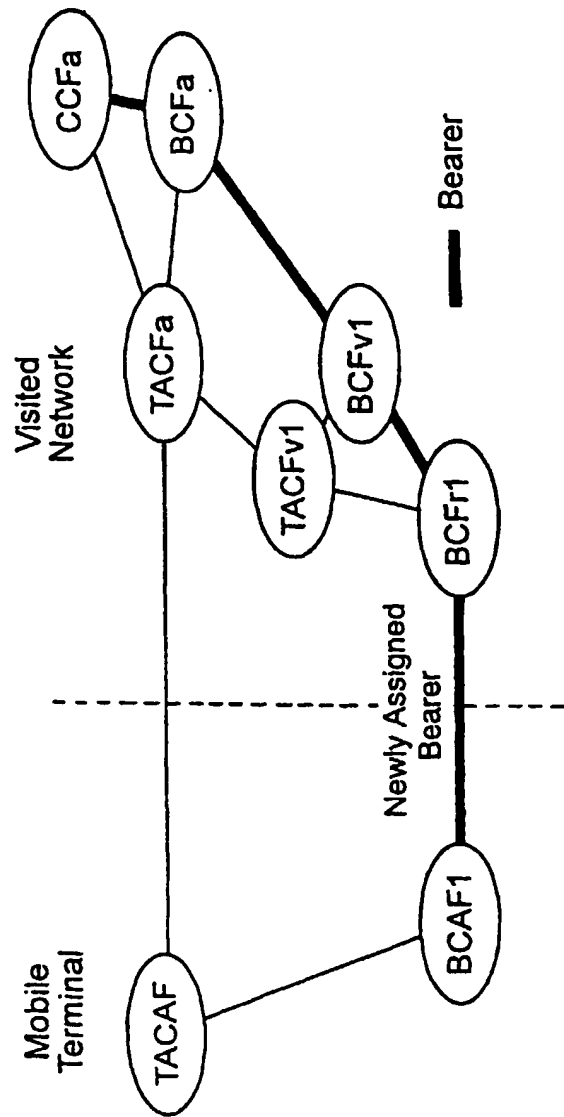 Mobile
Terminal
Visited
Network
TACAF
TACFa
CCFa
BCFa
TACFv1
BCFv1
BCAF1
Newly Assigned
Bearer
BCFr1
Bearer